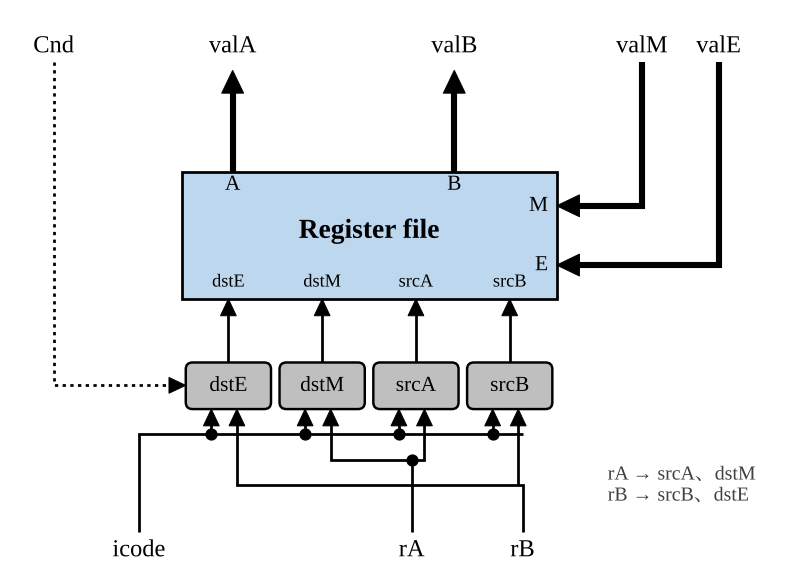 Cnd
valA
valB
valM
valE
A
B
M
Register file
E
dstE
dstM
srcA
srcB
dstE
dstM
srcA
srcB
rA → srcA、dstM
rB → srcB、dstE
icode
rA
rB